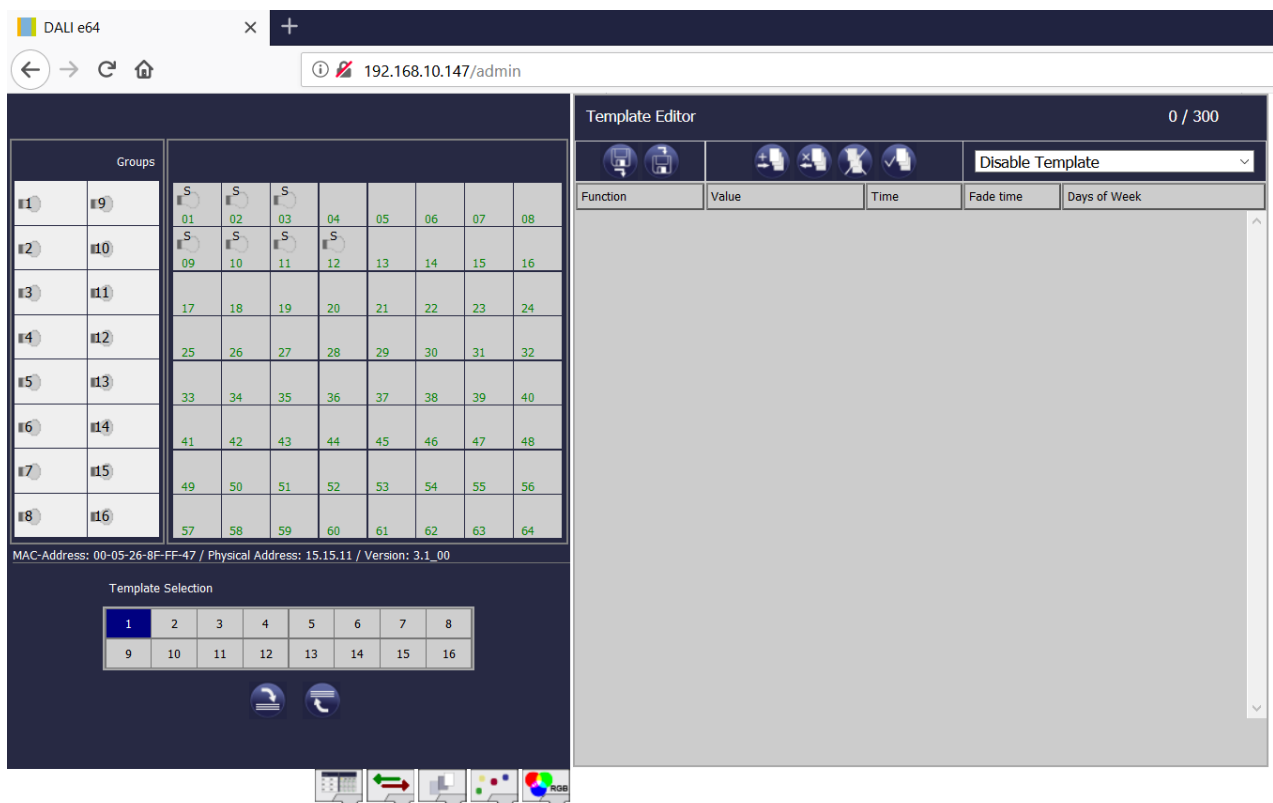 DALI e64
192.168.10.147/admin
Template Editor 0 / 300
Disable Template
Function Value Time Fade time Days of Week
Groups
1 9
2 10
3 11
4 12
5 13
6 14
7 15
8 16
S S S
01 02 03 04 05 06 07 08
S S S S
09 10 11 12 13 14 15 16
17 18 19 20 21 22 23 24
25 26 27 28 29 30 31 32
33 34 35 36 37 38 39 40
41 42 43 44 45 46 47 48
49 50 51 52 53 54 55 56
57 58 59 60 61 62 63 64
MAC-Address: 00-05-26-8F-FF-47 / Physical Address: 15.15.11 / Version: 3.1_00
Template Selection
1 2 3 4 5 6 7 8
9 10 11 12 13 14 15 16
RGB